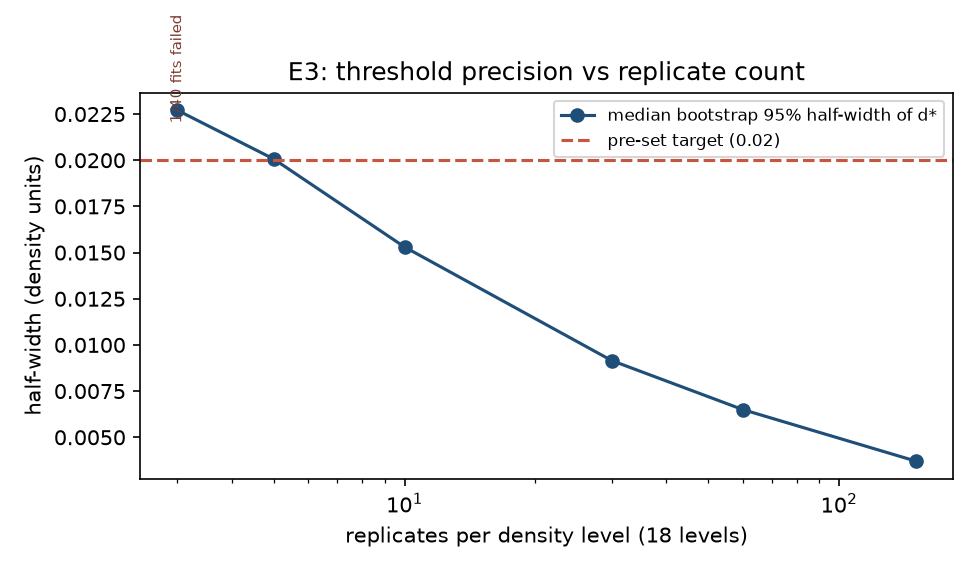 fits failed
E3: threshold precision vs replicate count
median bootstrap 95% half-width of d*
pre-set target (0.02)
half-width (density units)
0.0225
0.0200
0.0175
0.0150
0.0125
0.0100
0.0075
0.0050
10¹
10²
replicates per density level (18 levels)